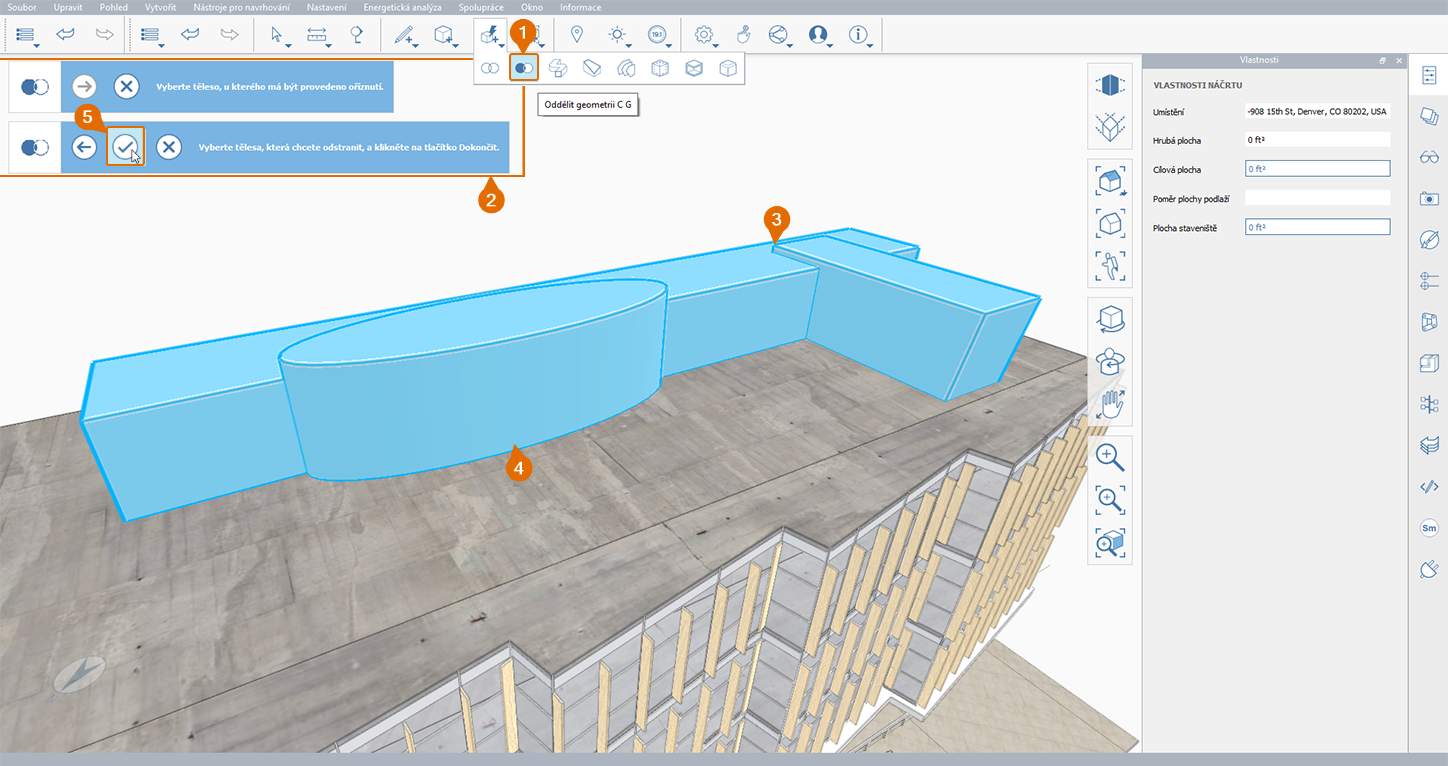 Soubor Upravit Pohled Vytvořit Nástroje pro navrhování Nastavení Energetická analýza Spolupráce Okno Informace
193
1
Oddělit geometrii C G
Vyberte těleso, u kterého má být provedeno oříznutí.
5
Vyberte tělesa, která chcete odstranit, a klikněte na tlačítko Dokončit.
2
3
4
Vlastnosti
VLASTNOSTI NÁČRTU
Umístění -908 15th St, Denver, CO 80202, USA
Hrubá plocha 0 ft²
Cílová plocha 0 ft²
Poměr plochy podlaží
Plocha staveniště 0 ft²
Sm